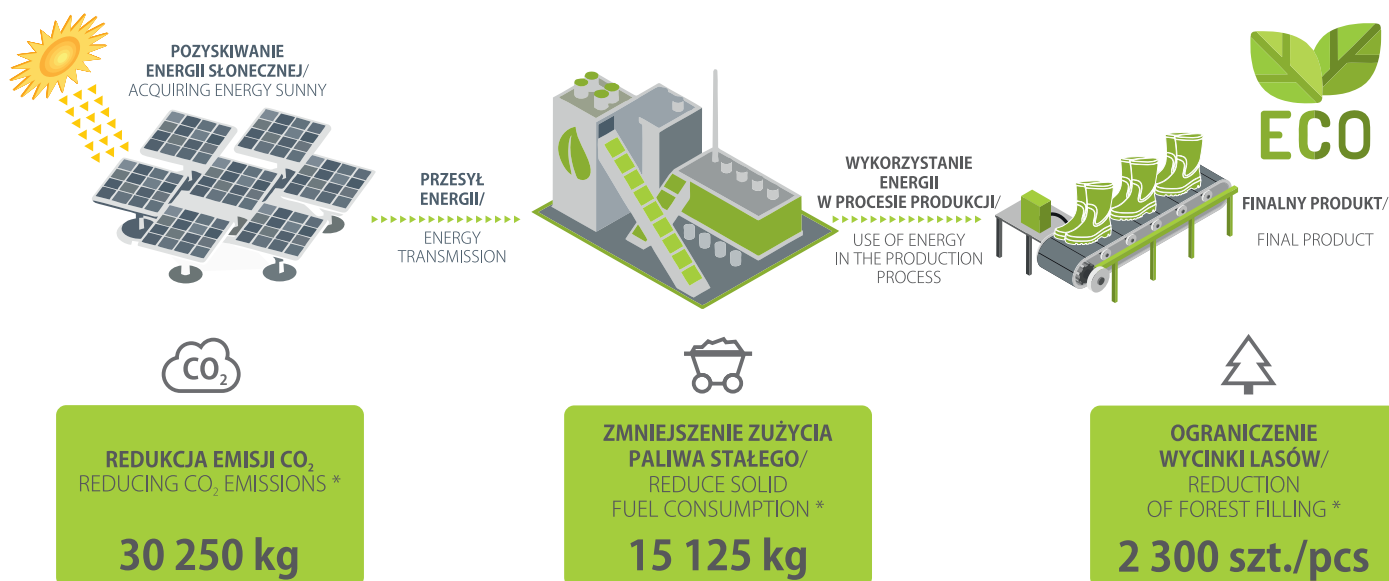 POZYSKIWANIE
ENERGII SŁONECZNEJ/
ACQUIRING ENERGY SUNNY
PRZESYŁ
ENERGII/
ENERGY
TRANSMISSION
WYKORZYSTANIE
ENERGII
W PROCESIE PRODUKCJI/
USE OF ENERGY
IN THE PRODUCTION
PROCESS
ECO
FINALNY PRODUKT/
FINAL PRODUCT
CO₂
REDUKCJA EMISJI CO₂
REDUCING CO₂ EMISSIONS *
30 250 kg
ZMNIEJSZENIE ZUŻYCIA
PALIWA STAŁEGO/
REDUCE SOLID
FUEL CONSUMPTION *
15 125 kg
OGRANICZENIE
WYCINKI LASÓW/
REDUCTION
OF FOREST FILLING *
2 300 szt./pcs